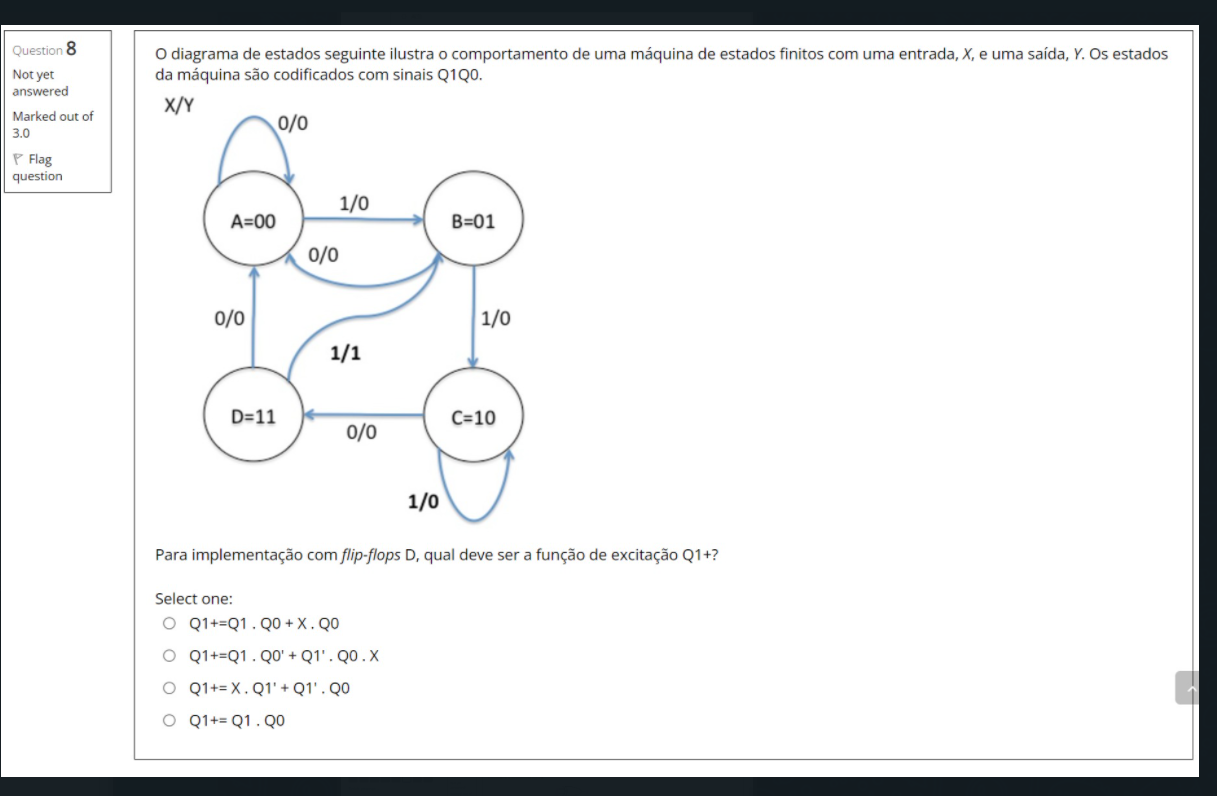 Question 8
Not yet
answered
Marked out of
3.0
Flag
question
O diagrama de estados seguinte ilustra o comportamento de uma máquina de estados finitos com uma entrada, X, e uma saída, Y. Os estados
da máquina são codificados com sinais Q1Q0.
X/Y
0/0
1/0
A=00
B=01
0/0
0/0
1/0
1/1
D=11
C=10
0/0
1/0
Para implementação com flip-flops D, qual deve ser a função de excitação Q1+?
Select one:
Q1+=Q1 . Q0 + X . Q0
Q1+=Q1 . Q0' + Q1' . Q0 . X
Q1+= X . Q1' + Q1' . Q0
Q1+= Q1 . Q0